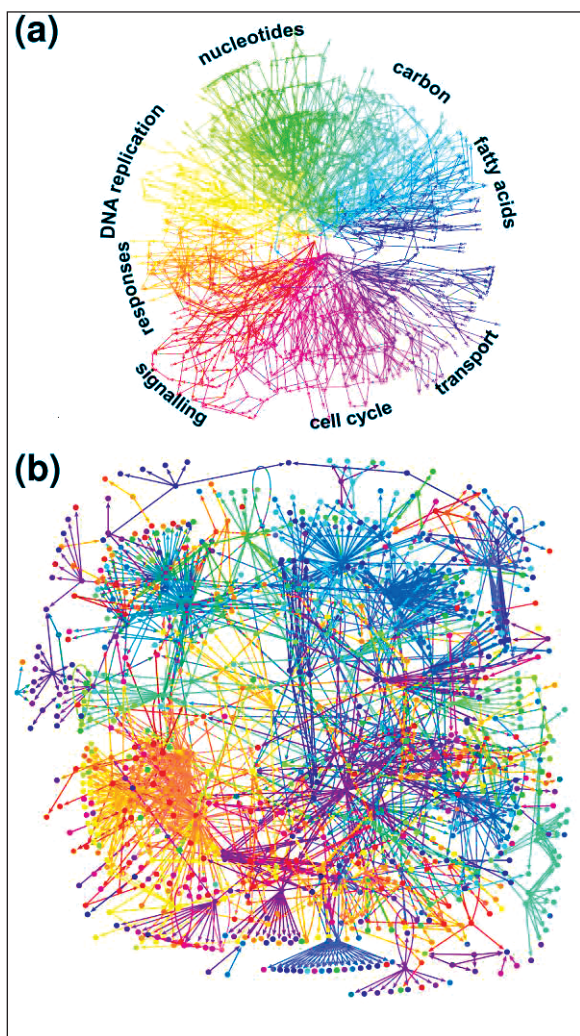 (a)
nucleotides
carbon
fatty acids
DNA replication
responses
signalling
cell cycle
transport
(b)